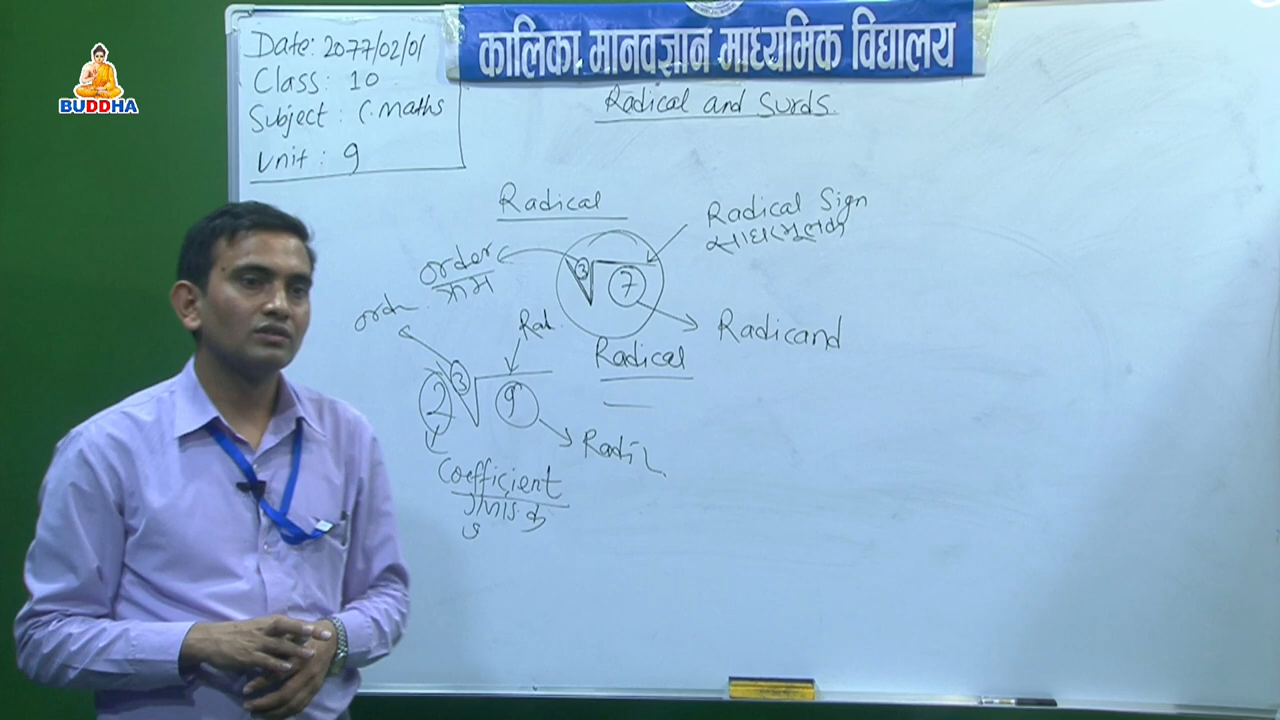 BUDDHA
कालिका मानवज्ञान माध्यमिक विद्यालय
Date: 2077/02/01
Class: 10
Subject: C. Maths
Unit: 9
Radical and Surds.
Radical
Radical Sign
order
क्रम
3
7
Radicand
Radical
Rad.
2 3 9
Coefficient
गुणांक